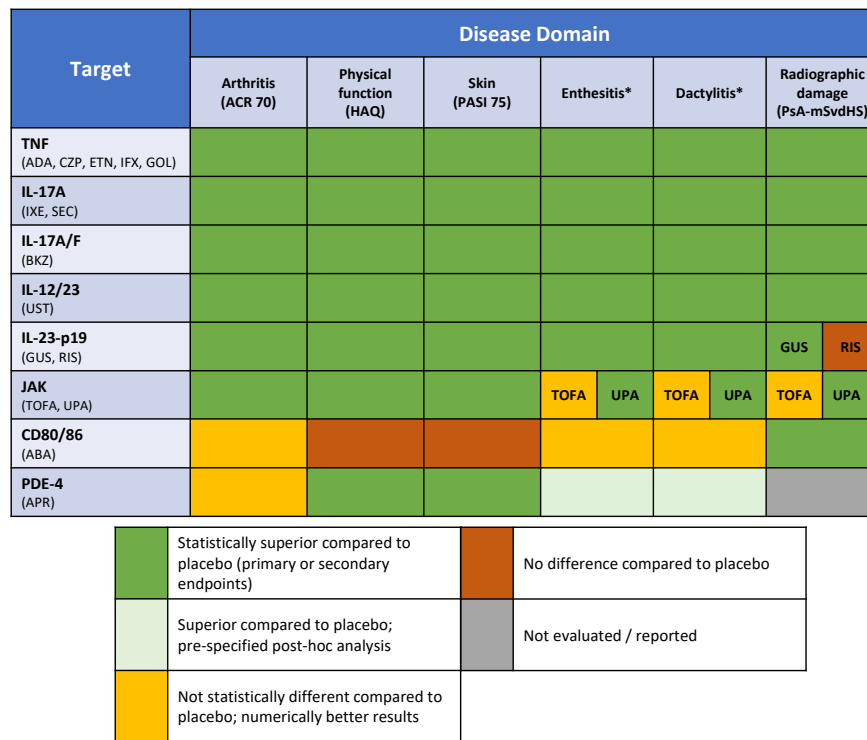 Target
Disease Domain
Arthritis
(ACR 70)
Physical
function
(HAQ)
Skin
(PASI 75)
Enthesitis*
Dactylitis*
Radiographic
damage
(PsA-mSvdHS)
TNF
(ADA, CZP, ETN, IFX, GOL)
IL-17A
(IXE, SEC)
IL-17A/F
(BKZ)
IL-12/23
(UST)
IL-23-p19
(GUS, RIS)
GUS
RIS
JAK
(TOFA, UPA)
TOFA
UPA
TOFA
UPA
TOFA
UPA
CD80/86
(ABA)
PDE-4
(APR)
Statistically superior compared to
placebo (primary or secondary
endpoints)
No difference compared to placebo
Superior compared to placebo;
pre-specified post-hoc analysis
Not evaluated / reported
Not statistically different compared to
placebo; numerically better results